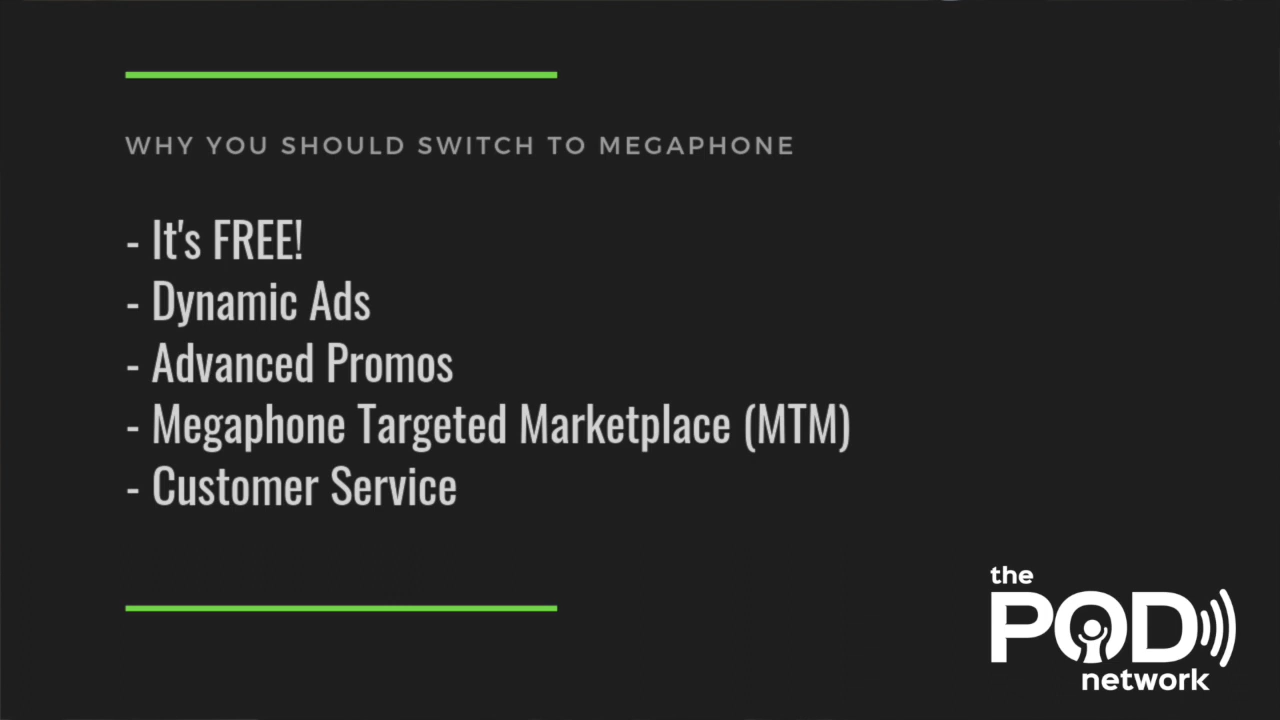 WHY YOU SHOULD SWITCH TO MEGAPHONE
- It's FREE!
- Dynamic Ads
- Advanced Promos
- Megaphone Targeted Marketplace (MTM)
- Customer Service
the
POD
network